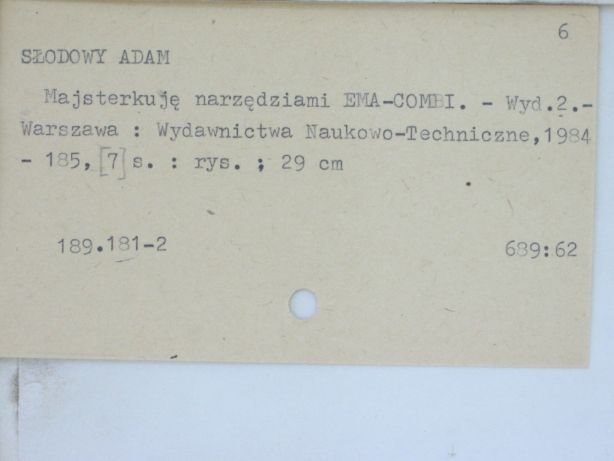 6
SŁODOWY ADAM
Majsterkuję narzędziami EMA-COMBI. - Wyd.2.-
Warszawa : Wydawnictwa Naukowo-Techniczne,1984
- 185, [7] s. : rys. ; 29 cm
189.181-2 689:62